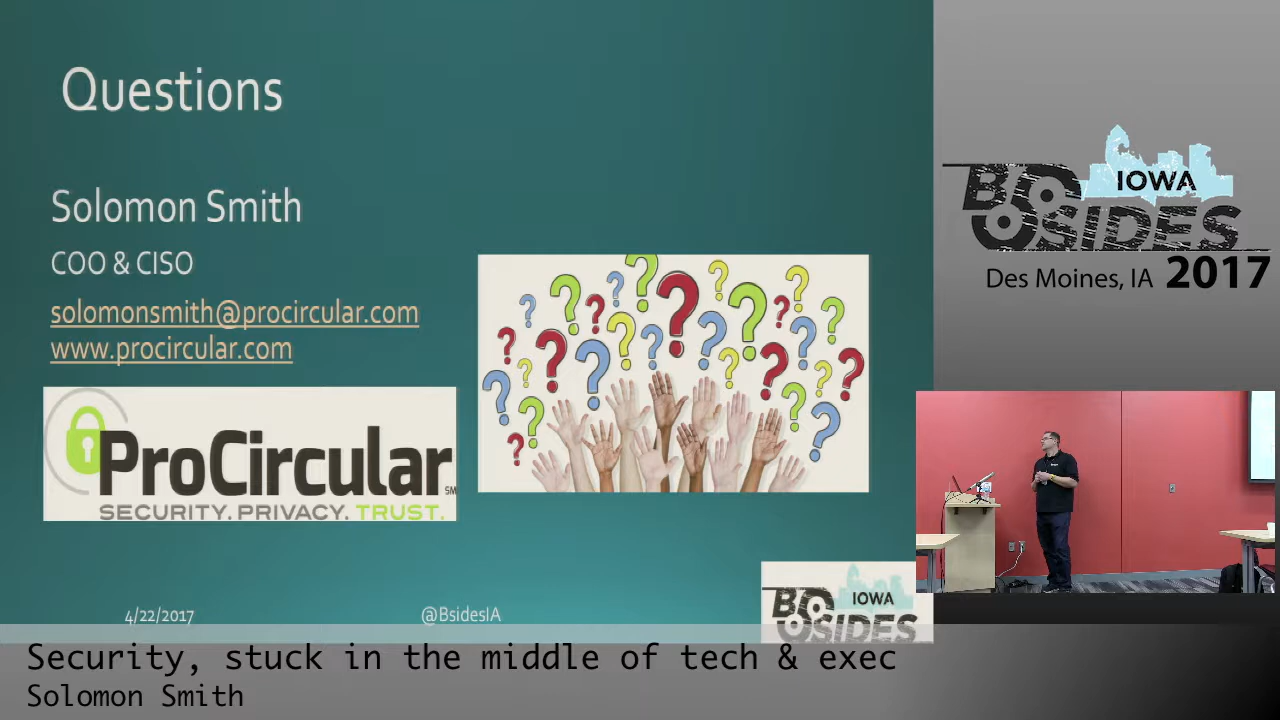 Questions
Solomon Smith
COO & CISO
solomonsmith@procircular.com
www.procircular.com
ProCircular SM
SECURITY. PRIVACY. TRUST.
4/22/2017
@BsidesIA
BSIDES IOWA
BSIDES IOWA
Des Moines, IA 2017
Security, stuck in the middle of tech & exec
Solomon Smith